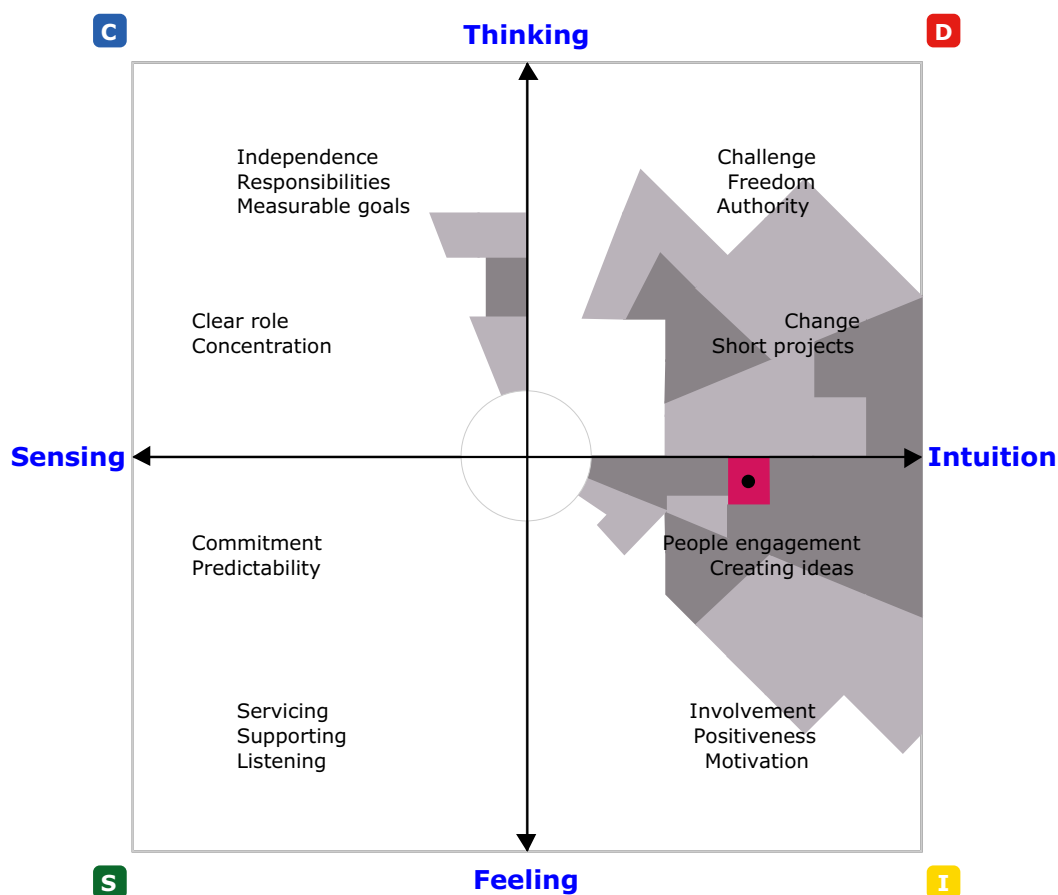 C
Thinking
D
Independence
Responsibilities
Measurable goals
Challenge
Freedom
Authority
Clear role
Concentration
Change
Short projects
Sensing
Intuition
Commitment
Predictability
People engagement
Creating ideas
Servicing
Supporting
Listening
Involvement
Positiveness
Motivation
S
Feeling
I